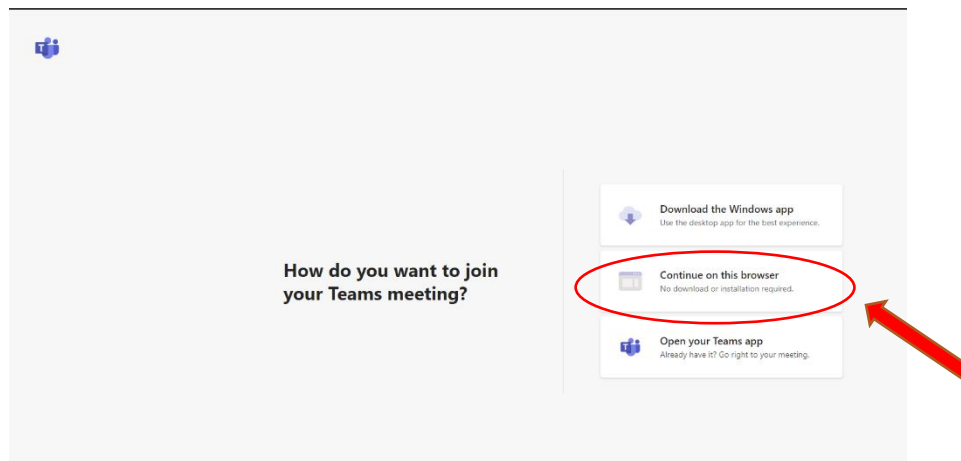 T
Download the Windows app
Use the desktop app for the best experience.
How do you want to join
your Teams meeting?
Continue on this browser
No download or installation required.
T
Open your Teams app
Already have it? Go right to your meeting.